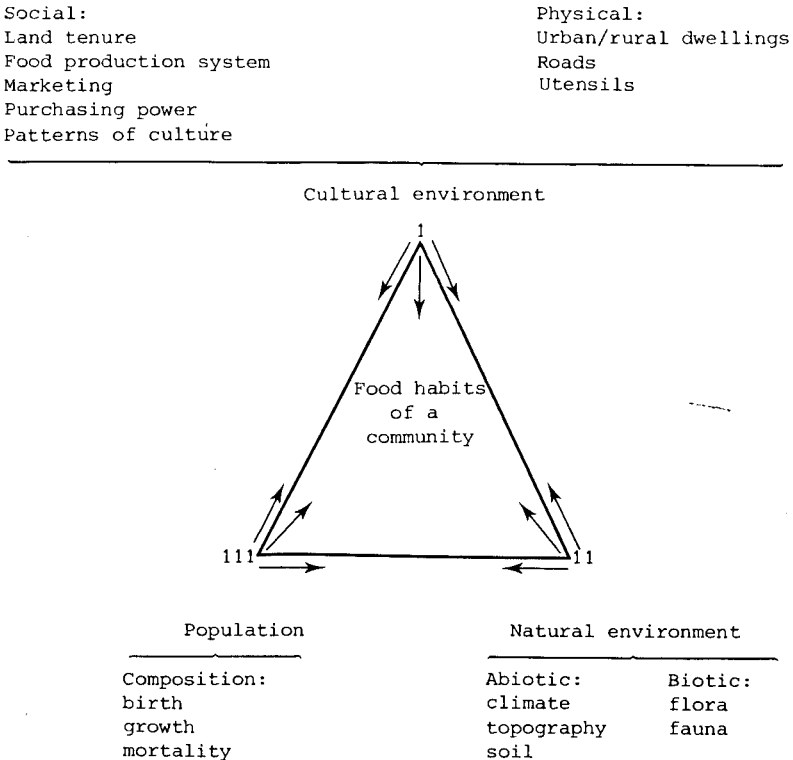 Social:
Land tenure
Food production system
Marketing
Purchasing power
Patterns of culture
Physical:
Urban/rural dwellings
Roads
Utensils
Cultural environment
1
Food habits
of a
community
111
11
Population
Composition:
birth
growth
mortality
Natural environment
Abiotic:
climate
topography
soil
Biotic:
flora
fauna